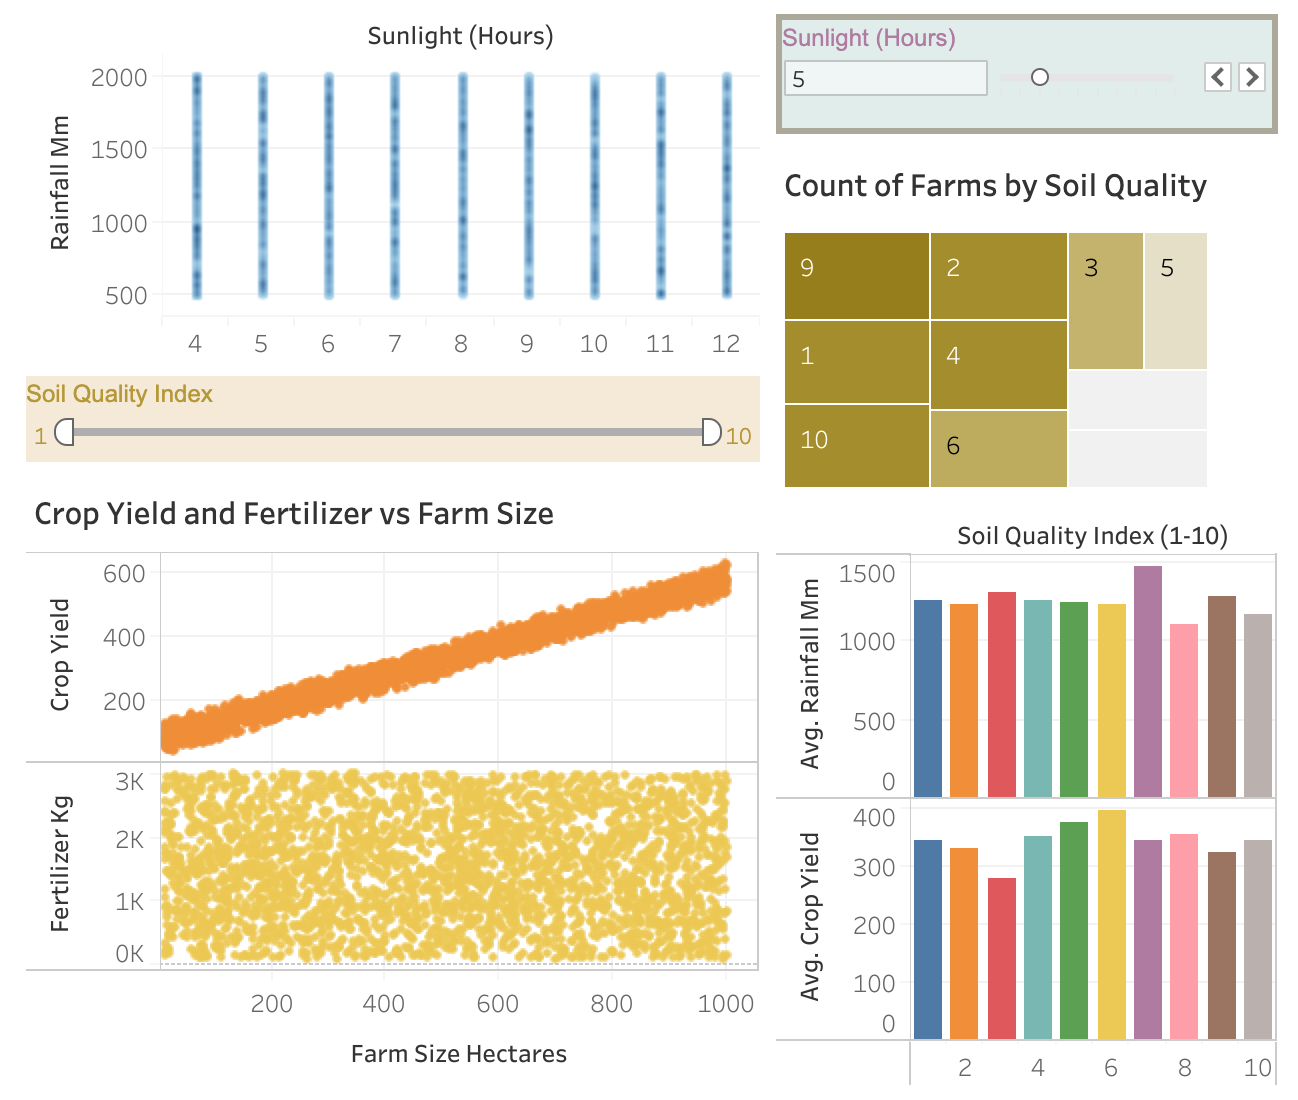 Sunlight (Hours)
Rainfall Mm
2000
1500
1000
500
4 5 6 7 8 9 10 11 12
Sunlight (Hours)
5
Count of Farms by Soil Quality
9 2 3 5
1 4
10 6
Soil Quality Index
1 10
Crop Yield and Fertilizer vs Farm Size
Crop Yield
600
400
200
Fertilizer Kg
3K
2K
1K
0K
200 400 600 800 1000
Farm Size Hectares
Soil Quality Index (1-10)
Avg. Rainfall Mm
1500
1000
500
0
Avg. Crop Yield
400
300
200
100
0
2 4 6 8 10